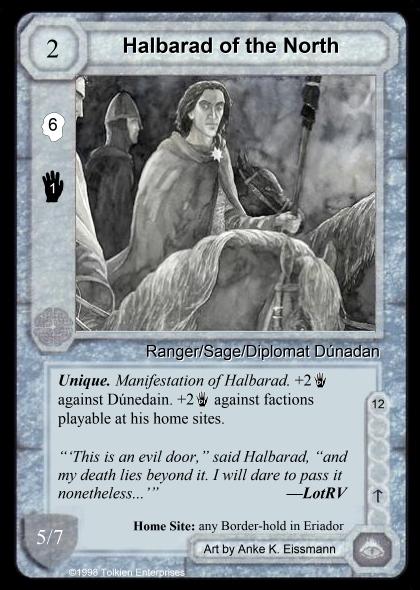 2
Halbarad of the North
6
1
Ranger/Sage/Diplomat Dúnadan
Unique. Manifestation of Halbarad. +2
against Dúnedain. +2 against factions
playable at his home sites.
12
“‘This is an evil door,” said Halbarad, “and
my death lies beyond it. I will dare to pass it
nonetheless...’” —LotRV
Home Site: any Border-hold in Eriador
5/7
Art by Anke K. Eissmann
©1998 Tolkien Enterprises